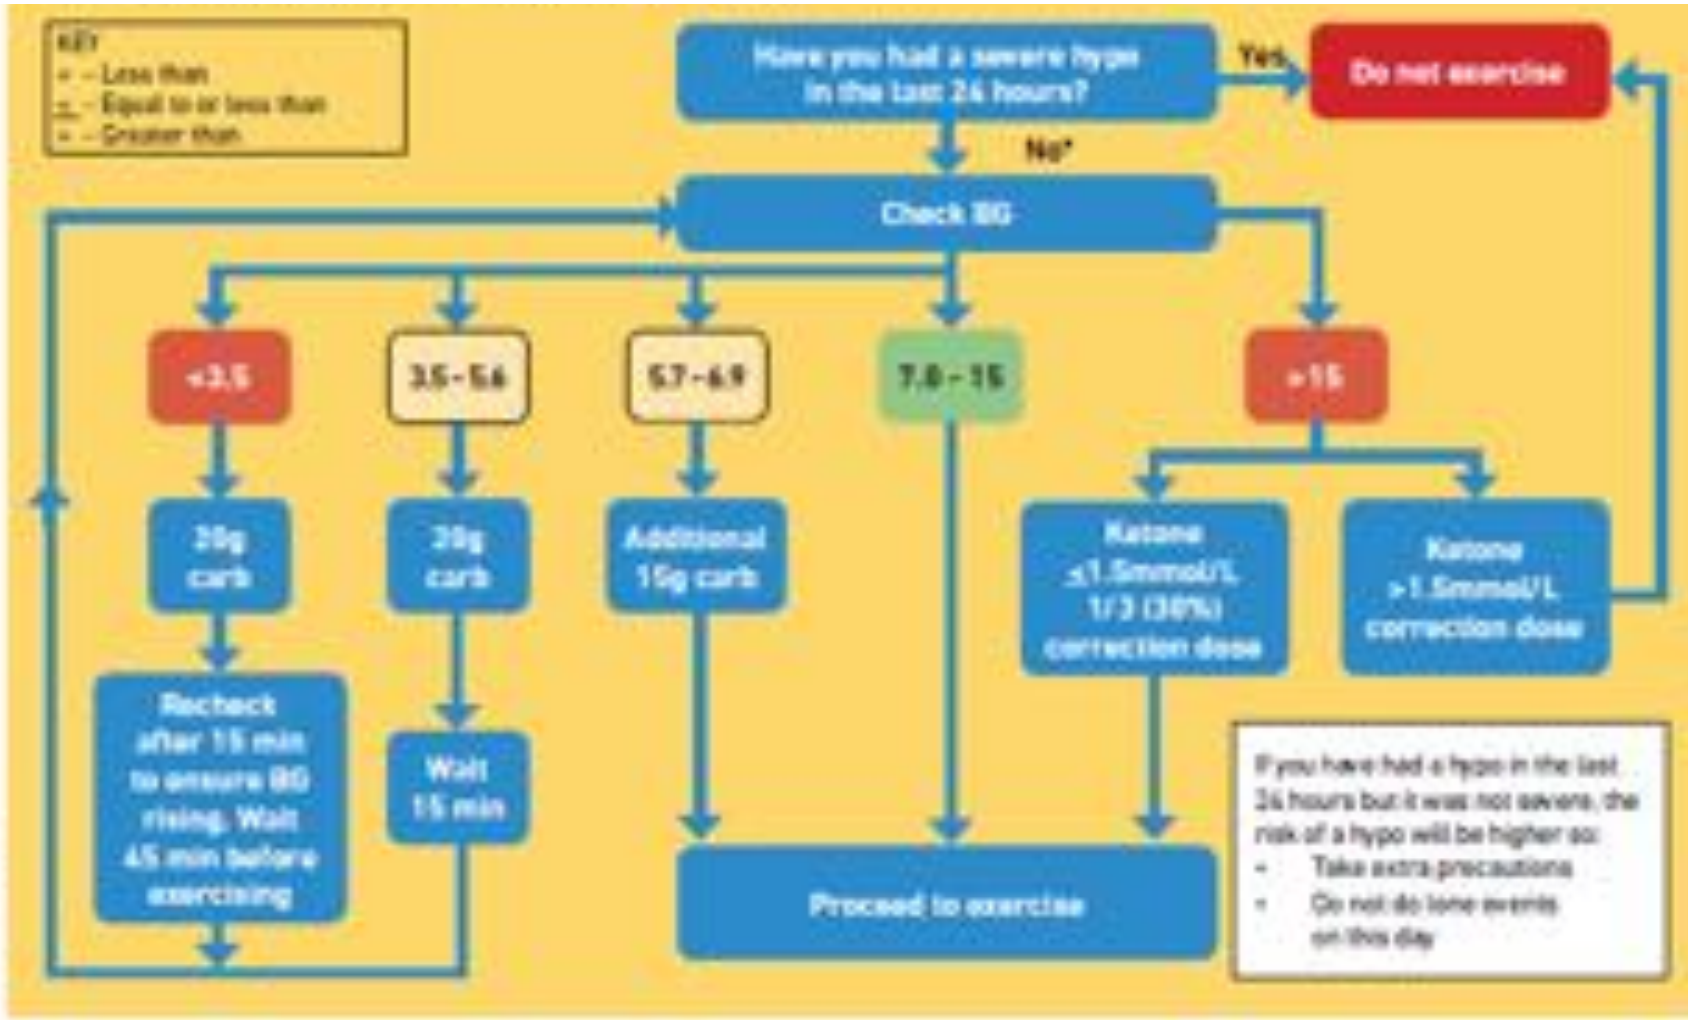 KEY
< - Less than
≤ - Equal to or less than
> - Greater than
Have you had a severe hypo
in the last 24 hours?
Yes
Do not exercise
No*
Check BG
<3.5
3.5 - 5.6
5.7 - 6.9
7.0 - 15
>15
20g
carb
20g
carb
Additional
15g carb
Ketone
≤1.5mmol/L
1/3 (30%)
correction dose
Ketone
>1.5mmol/L
correction dose
Recheck
after 15 min
to ensure BG
rising. Wait
45 min before
exercising
Wait
15 min
Proceed to exercise
If you have had a hypo in the last
24 hours but it was not severe, the
risk of a hypo will be higher so:
• Take extra precautions
• Do not do lone events
on this day